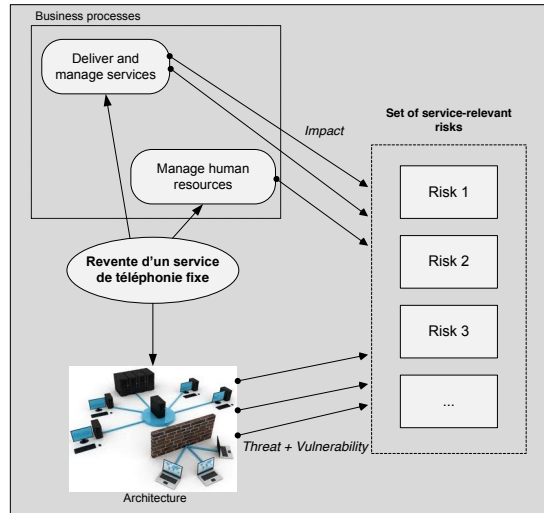 Business processes
Deliver and
manage services
Impact
Set of service-relevant
risks
Manage human
resources
Risk 1
Revente d'un service
de téléphonie fixe
Risk 2
Risk 3
...
Threat + Vulnerability
Architecture